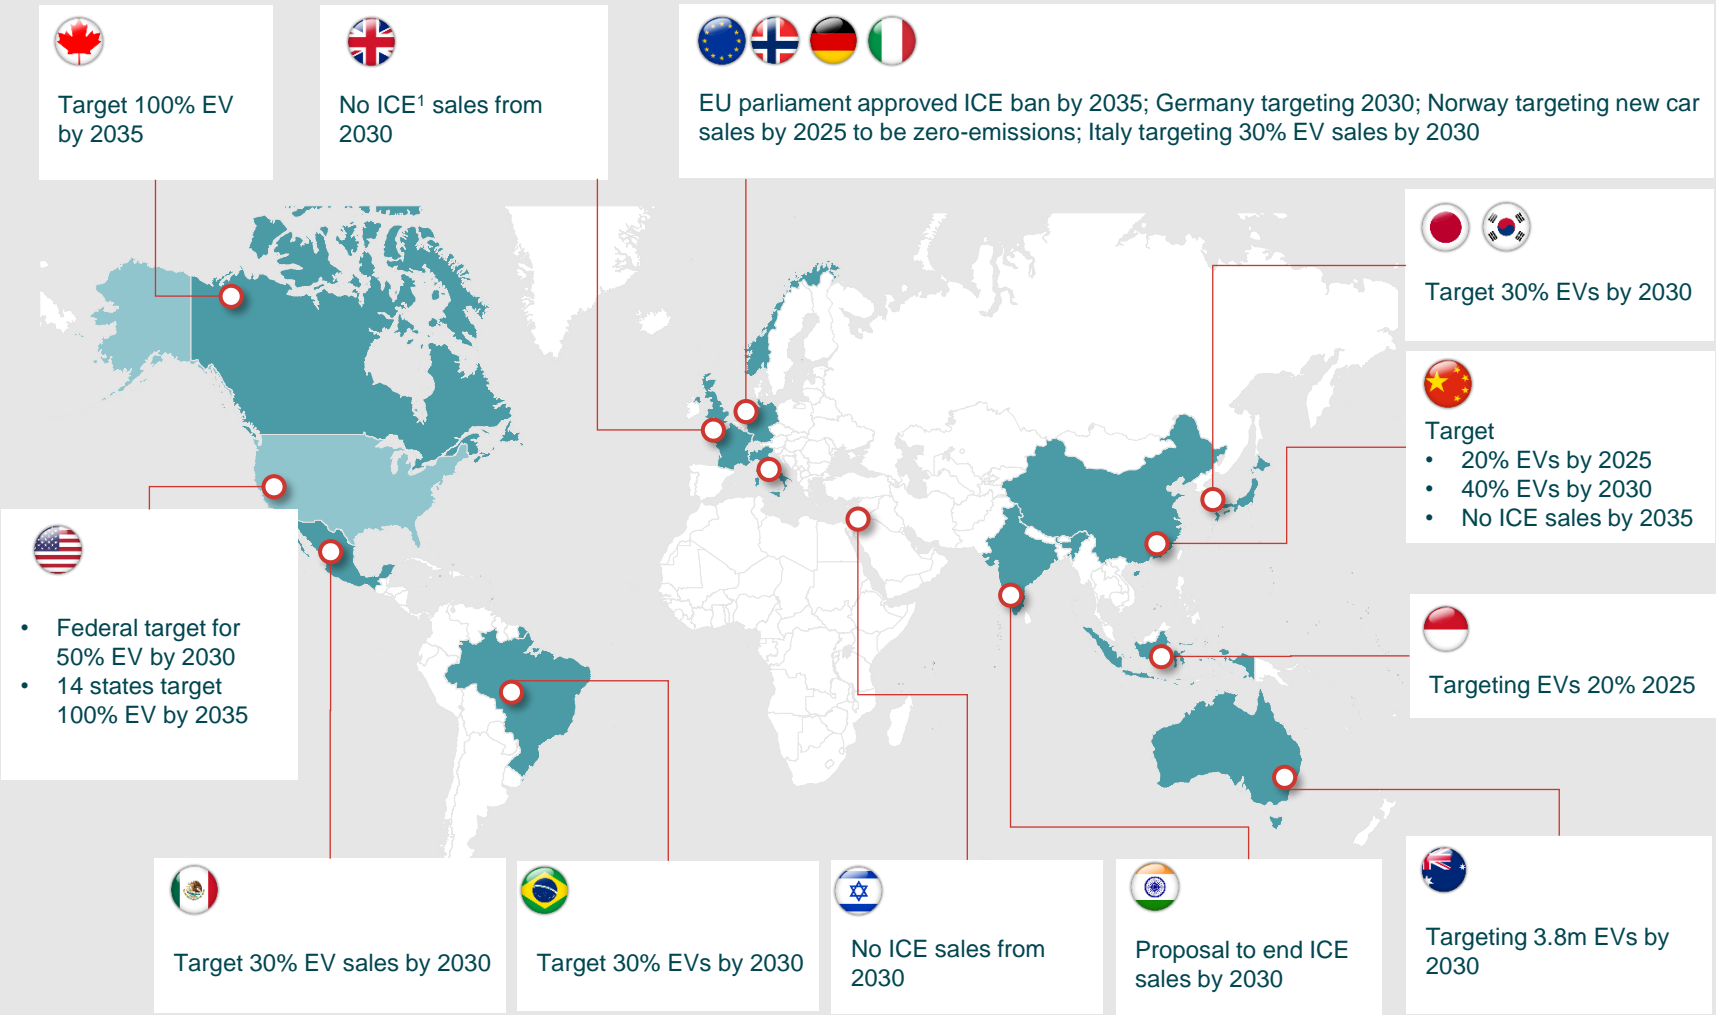 Target 100% EV
by 2035
No ICE¹ sales from
2030
EU parliament approved ICE ban by 2035; Germany targeting 2030; Norway targeting new car
sales by 2025 to be zero-emissions; Italy targeting 30% EV sales by 2030
Target 30% EVs by 2030
Target
• 20% EVs by 2025
• 40% EVs by 2030
• No ICE sales by 2035
• Federal target for
50% EV by 2030
• 14 states target
100% EV by 2035
Targeting EVs 20% 2025
Target 30% EV sales by 2030
Target 30% EVs by 2030
No ICE sales from
2030
Proposal to end ICE
sales by 2030
Targeting 3.8m EVs by
2030